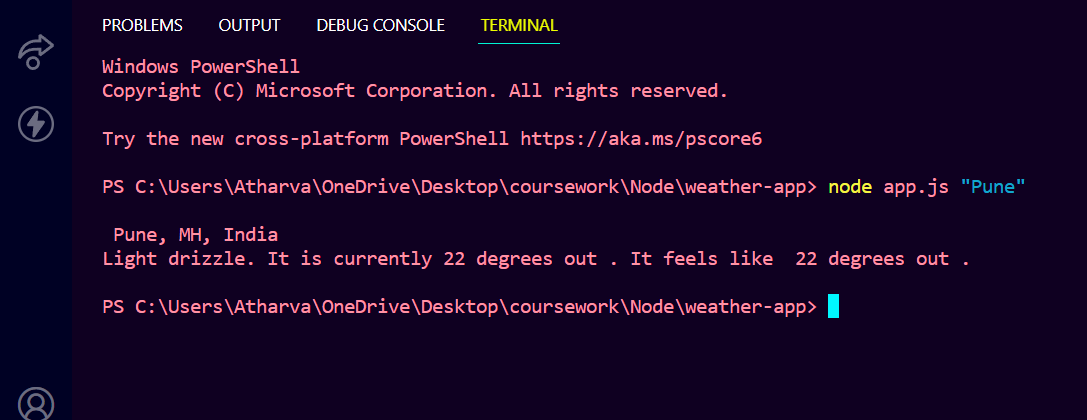 PROBLEMS OUTPUT DEBUG CONSOLE TERMINAL
Windows PowerShell
Copyright (C) Microsoft Corporation. All rights reserved.
Try the new cross-platform PowerShell https://aka.ms/pscore6
PS C:\Users\Atharva\OneDrive\Desktop\coursework\Node\weather-app> node app.js "Pune"
Pune, MH, India
Light drizzle. It is currently 22 degrees out . It feels like  22 degrees out .
PS C:\Users\Atharva\OneDrive\Desktop\coursework\Node\weather-app>